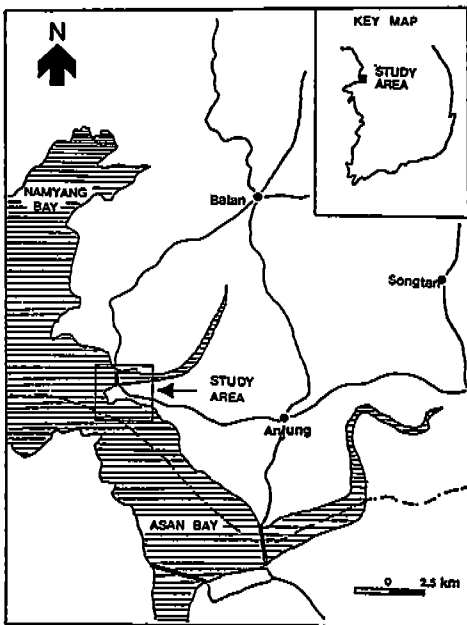 N
KEY MAP
STUDY
AREA
NAMYANG
BAY
Balan
Songtan
STUDY
AREA
Anjung
ASAN BAY
0 2.5 km